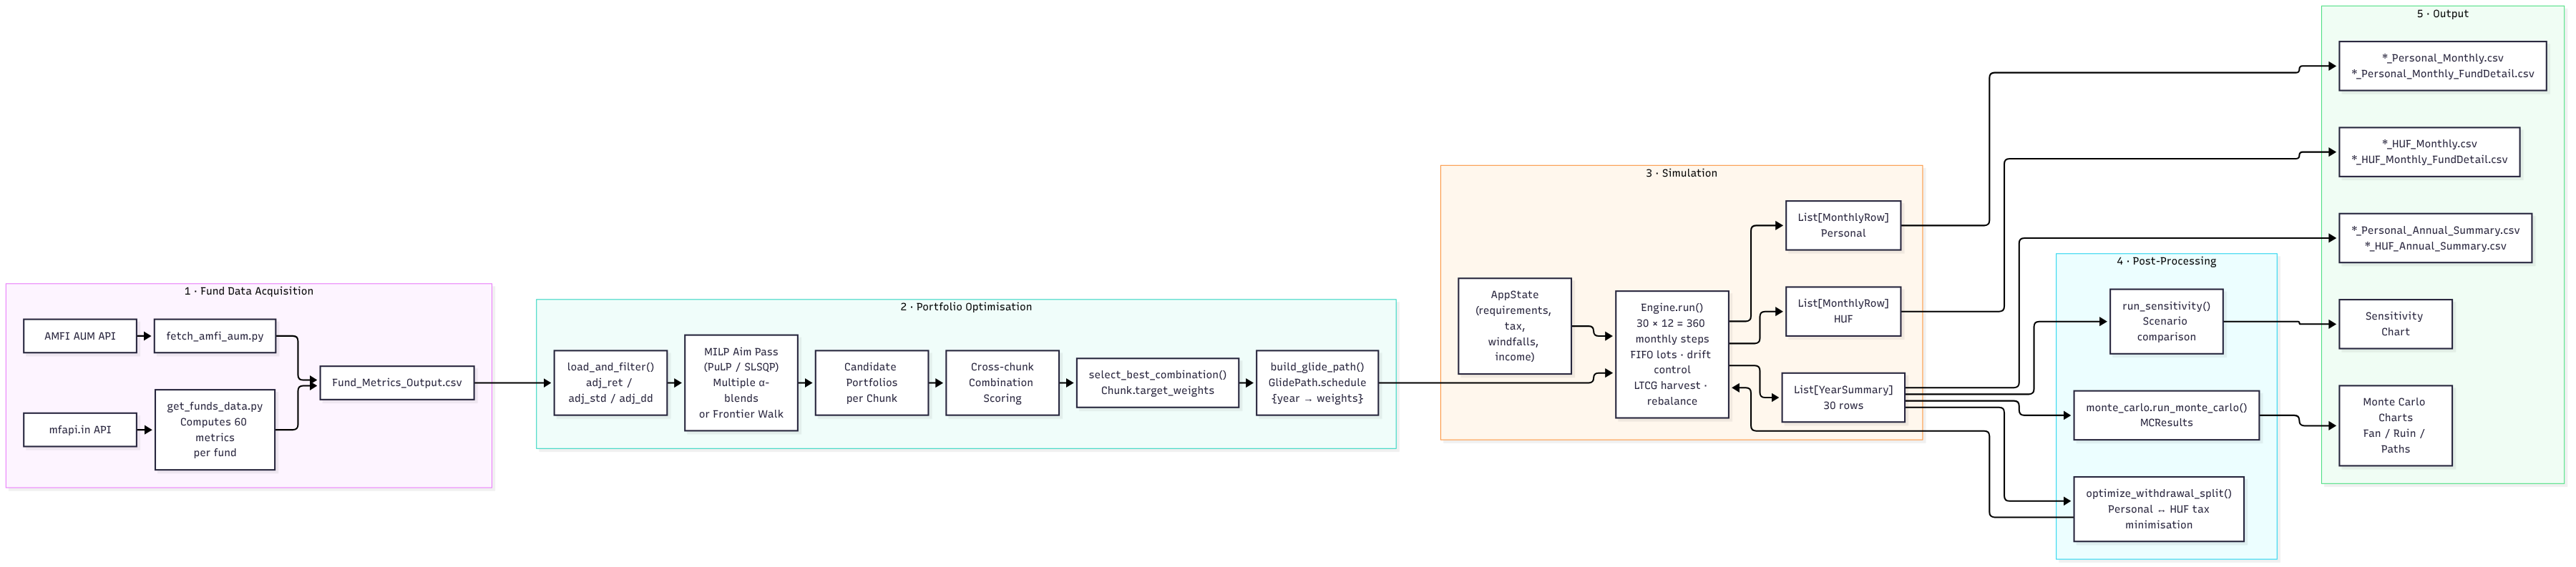 1 · Fund Data Acquisition
AMFI AUM API
fetch_amfi_aum.py
mfapi.in API
get_funds_data.py
Computes 60
metrics
per fund
Fund_Metrics_Output.csv
2 · Portfolio Optimisation
load_and_filter()
adj_ret /
adj_std / adj_dd
MILP Aim Pass
(PuLP / SLSQP)
Multiple α-
blends
or Frontier Walk
Candidate
Portfolios
per Chunk
Cross-chunk
Combination
Scoring
select_best_combination()
Chunk.target_weights
build_glide_path()
GlidePath.schedule
{year → weights}
3 · Simulation
AppState
(requirements,
tax,
windfalls,
income)
Engine.run()
30 × 12 = 360
monthly steps
FIFO lots · drift
control
LTCG harvest ·
rebalance
List[MonthlyRow]
Personal
List[MonthlyRow]
HUF
List[YearSummary]
30 rows
4 · Post-Processing
run_sensitivity()
Scenario
comparison
monte_carlo.run_monte_carlo()
MCResults
optimize_withdrawal_split()
Personal ↔ HUF tax
minimisation
5 · Output
*_Personal_Monthly.csv
*_Personal_Monthly_FundDetail.csv
*_HUF_Monthly.csv
*_HUF_Monthly_FundDetail.csv
*_Personal_Annual_Summary.csv
*_HUF_Annual_Summary.csv
Sensitivity
Chart
Monte Carlo
Charts
Fan / Ruin /
Paths